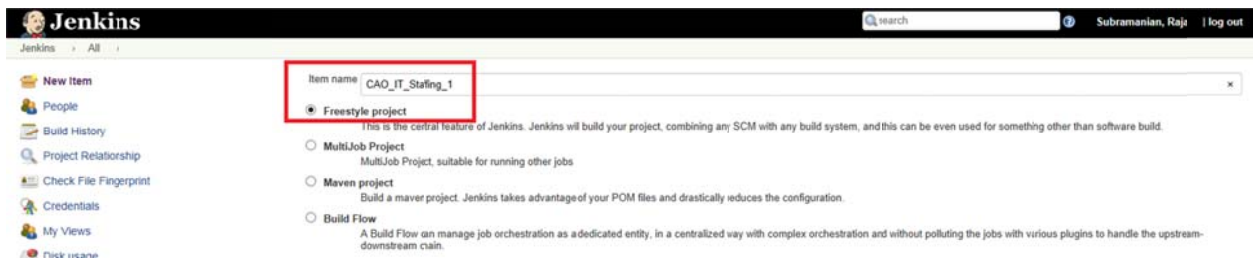 Jenkins
search
Subramanian, Raja | log out
Jenkins › All ›
New Item
People
Build History
Project Relationship
Check File Fingerprint
Credentials
My Views
Disk usage
Item name CAO_IT_Stafing_1 ×
Freestyle project
This is the certral feature of Jenkins. Jenkins wil build your project, combining any SCM with any build system, and this can be even used for something other than software build.
MultiJob Project
MultiJob Project, suitable for running other jobs
Maven project
Build a maver project. Jenkins takes advantage of your POM files and drastically reduces the configuration.
Build Flow
A Build Flow can manage job orchestration as a dedicated entity, in a centralized way with complex orchestration and without polluting the jobs with various plugins to handle the upstream-
downstream chain.